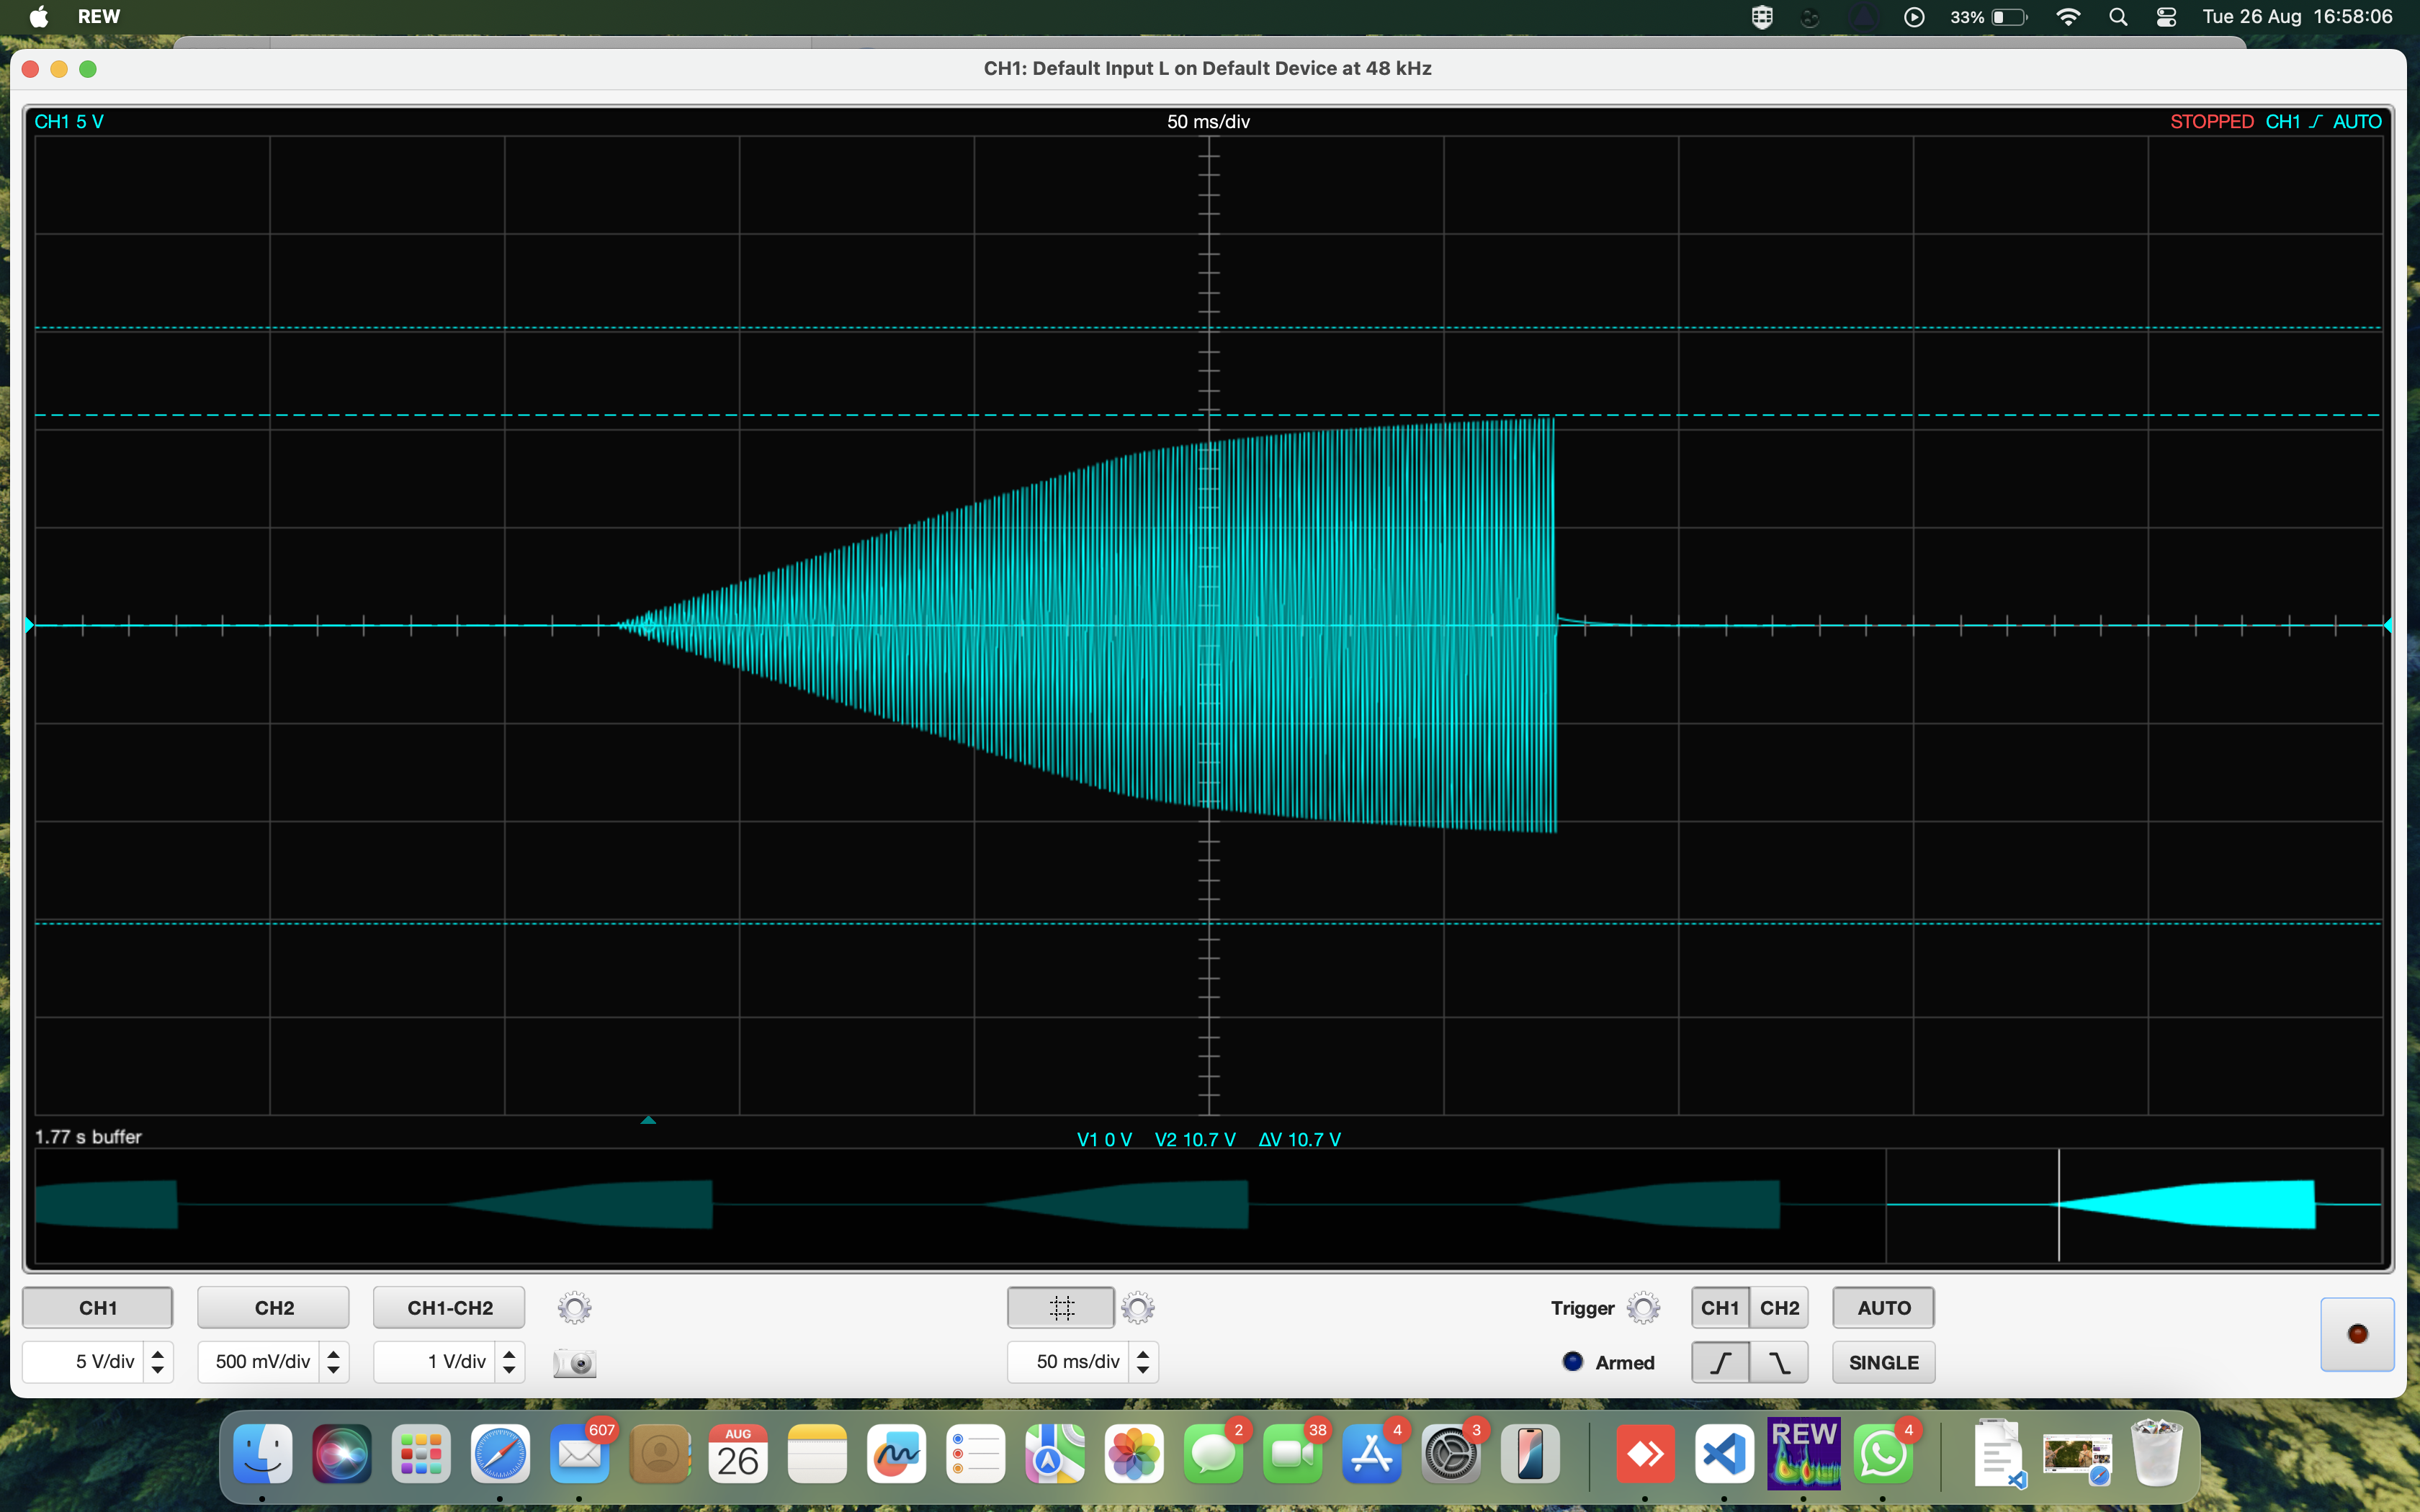 REW
33%
Tue 26 Aug 16:58:06
CH1: Default Input L on Default Device at 48 kHz
CH1 5 V
50 ms/div
STOPPED CH1 AUTO
1.77 s buffer
V1 0 V V2 10.7 V ΔV 10.7 V
CH1
CH2
CH1-CH2
Trigger
CH1
CH2
AUTO
5 V/div
500 mV/div
1 V/div
50 ms/div
Armed
SINGLE
607
AUG
26
2
38
4
3
REW
4